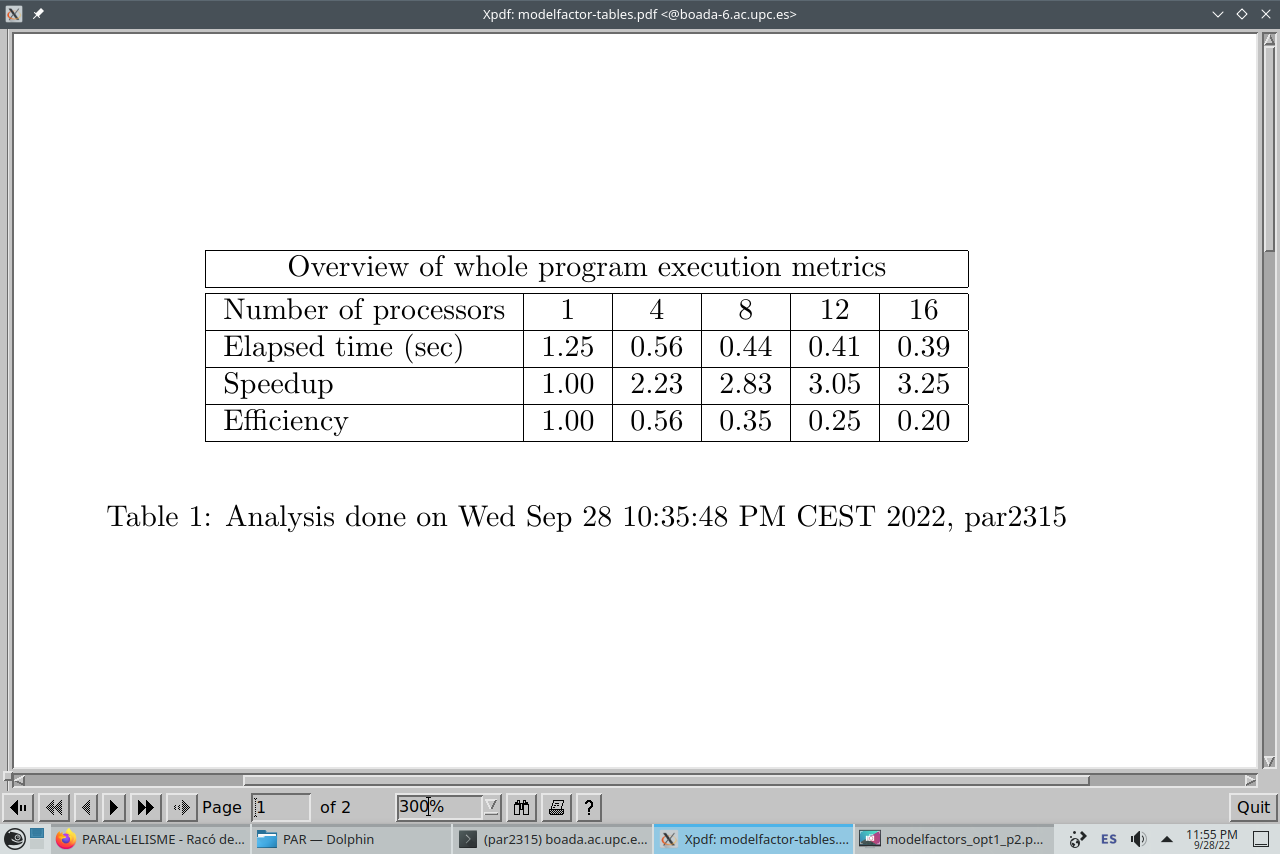 Xpdf: modelfactor-tables.pdf <@boada-6.ac.upc.es>
Overview of whole program execution metrics
Number of processors 1 4 8 12 16
Elapsed time (sec) 1.25 0.56 0.44 0.41 0.39
Speedup 1.00 2.23 2.83 3.05 3.25
Efficiency 1.00 0.56 0.35 0.25 0.20
Table 1: Analysis done on Wed Sep 28 10:35:48 PM CEST 2022, par2315
Page 1 of 2 300% ? Quit
PARAL·LELISME - Racó de... PAR — Dolphin (par2315) boada.ac.upc.e... Xpdf: modelfactor-tables.... modelfactors_opt1_p2.p... ES 11:55 PM
9/28/22